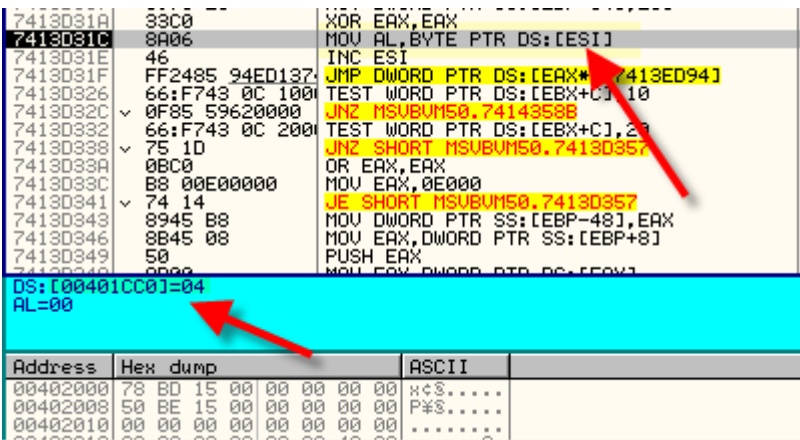 7413D31A 33C0 XOR EAX,EAX
7413D31C 8A06 MOV AL,BYTE PTR DS:[ESI]
7413D31E 46 INC ESI
7413D31F FF2485 94ED137 JMP DWORD PTR DS:[EAX* 7413ED94]
7413D326 66:F743 0C 100 TEST WORD PTR DS:[EBX+C],10
7413D32C 0F85 59620000 JNZ MSVBVM50.7414358B
7413D332 66:F743 0C 200 TEST WORD PTR DS:[EBX+C],20
7413D338 75 1D JNZ SHORT MSVBVM50.7413D357
7413D33A 0BC0 OR EAX,EAX
7413D33C B8 00E00000 MOV EAX,0E000
7413D341 74 14 JE SHORT MSVBVM50.7413D357
7413D343 8945 B8 MOV DWORD PTR SS:[EBP-48],EAX
7413D346 8B45 08 MOV EAX,DWORD PTR SS:[EBP+8]
7413D349 50 PUSH EAX
DS:[00401CC0]=04
AL=00
Address Hex dump ASCII
00402000 78 BD 15 00 00 00 00 00 x¢§.....
00402008 50 BE 15 00 00 00 00 00 P¥§.....
00402010 00 00 00 00 00 00 00 00 ........